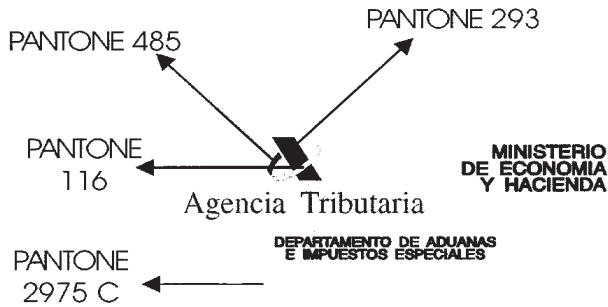 PANTONE 293
PANTONE 485
PANTONE
116
MINISTERIO
DE ECONOMIA
Y HACIENDA
Agencia Tributaria
DEPARTAMENTO DE ADUANAS
E IMPUESTOS ESPECIALES
PANTONE
2975 C